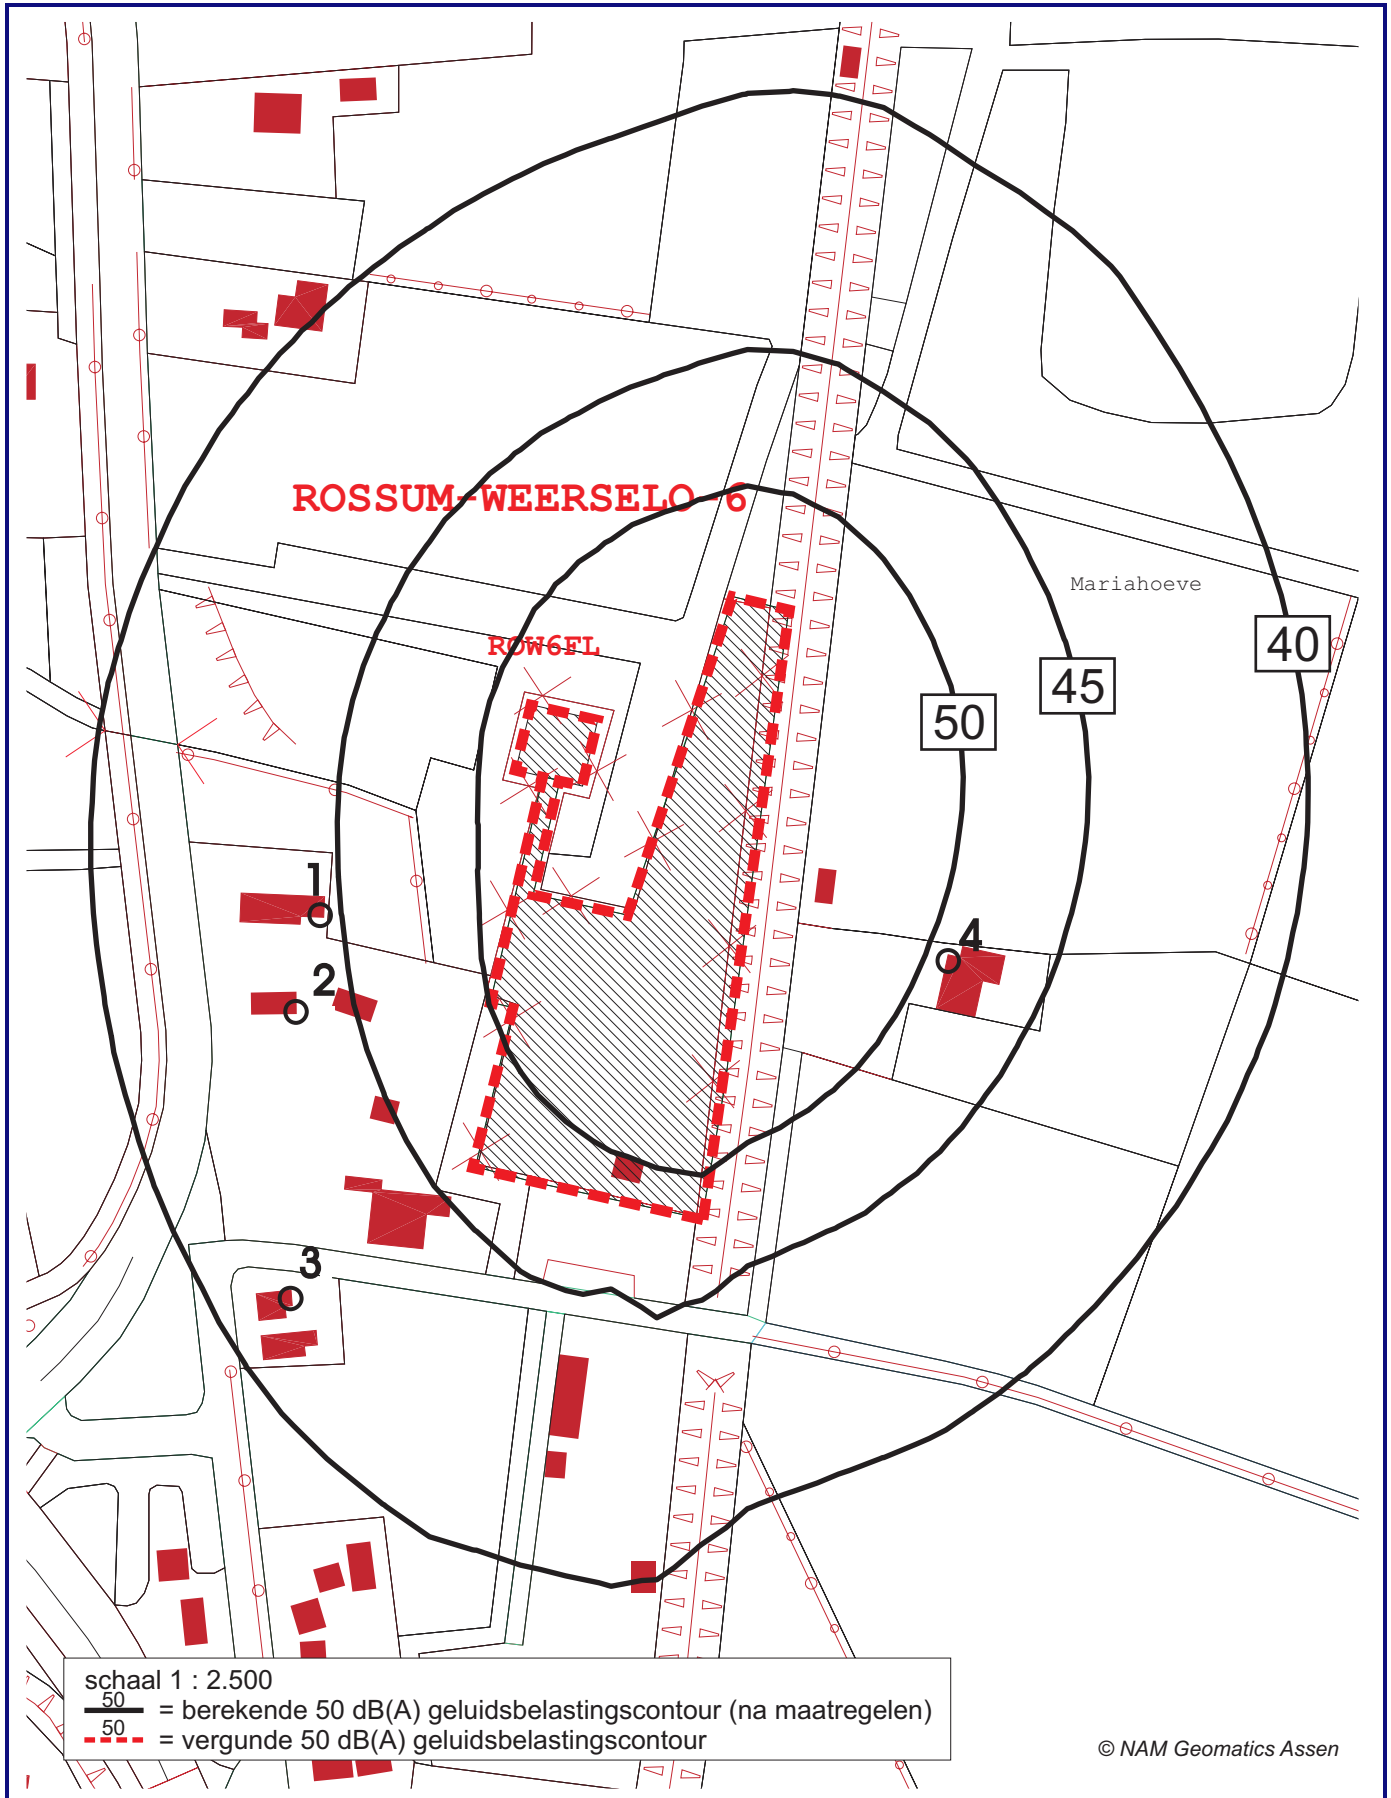 ROSSUM-WEERSELO-6
Mariahoeve
ROW6FL
40
45
50
1
4
2
3
schaal 1 : 2.500
50 = berekende 50 dB(A) geluidsbelastingscontour (na maatregelen)
50 = vergunde 50 dB(A) geluidsbelastingscontour
© NAM Geomatics Assen